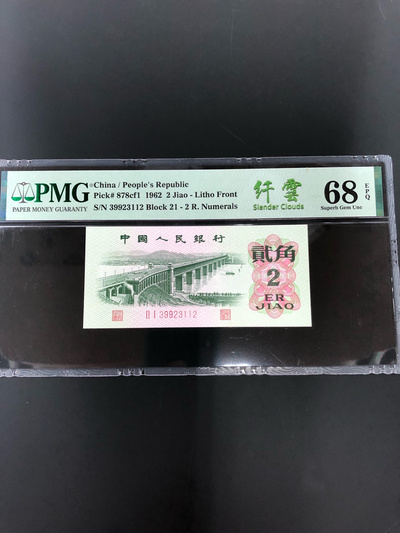 PMG
PAPER MONEY GUARANTY
China / People's Republic
Pick# 878cf1 1962 2 Jiao - Litho Front
S/N 39923112 Block 21 - 2 R. Numerals
纤雲
Slender Clouds
68
EPQ
Superb Gem Unc
中國人民銀行
貳角
2
ER
JIAO
II I 39923112